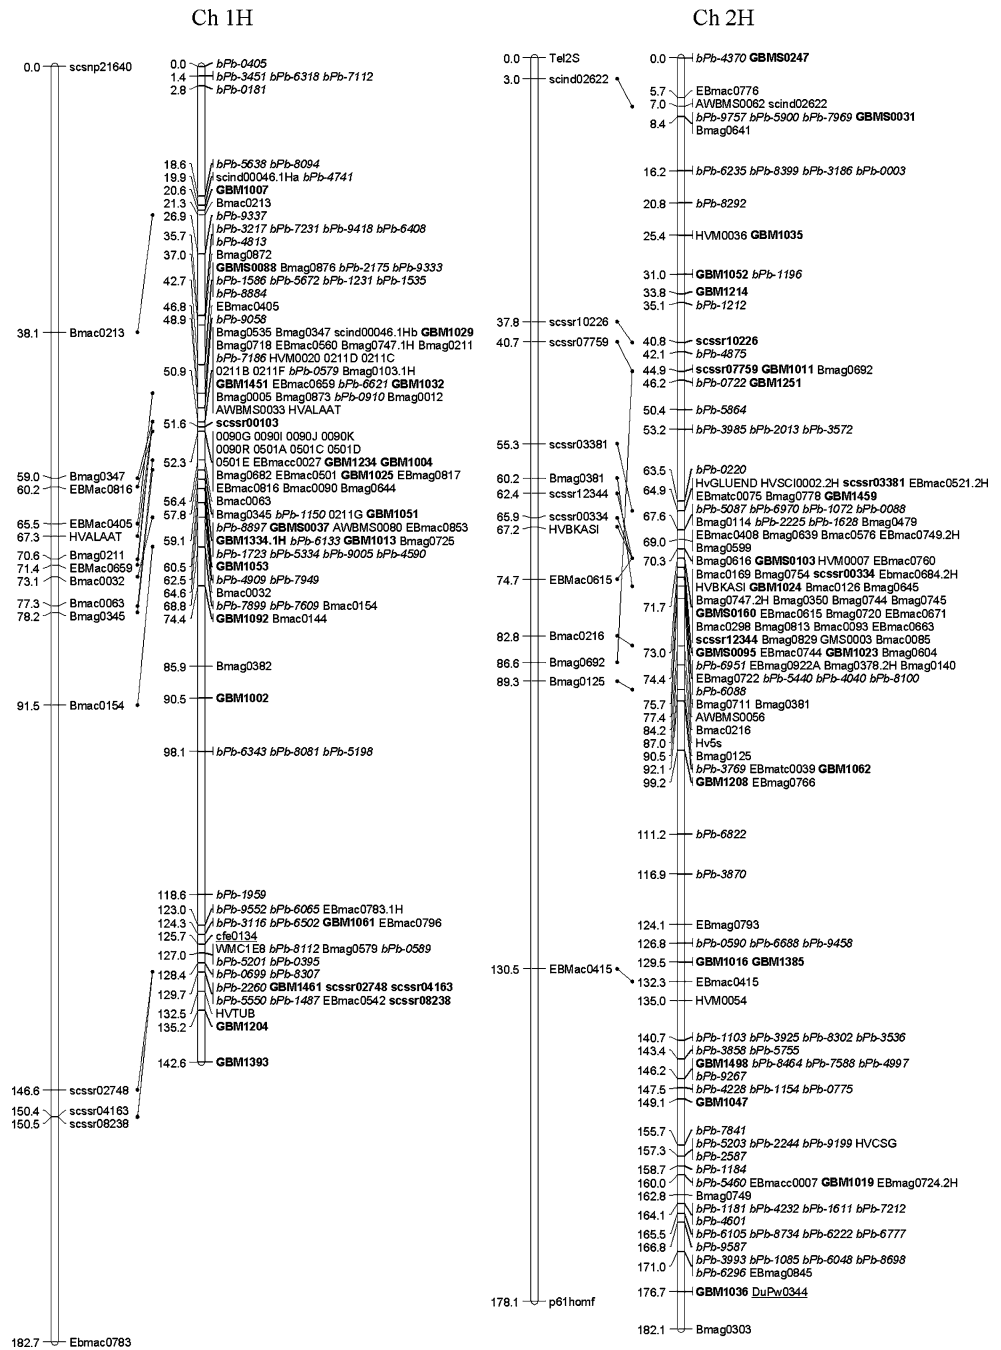 Ch 1H
0.0 scsnp21640
38.1 Bmac0213
59.0 Bmag0347
60.2 EBMac0816
65.5 EBMac0405
67.3 HVALAAT
70.6 Bmag0211
71.4 EBMac0659
73.1 Bmac0032
77.3 Bmac0063
78.2 Bmag0345
91.5 Bmac0154
146.6 scssr02748
150.4 scssr04163
150.5 scssr08238
182.7 Ebmac0783
0.0 bPb-0405
1.4 bPb-3451 bPb-6318 bPb-7112
2.8 bPb-0181
18.6 bPb-5638 bPb-8094
19.9 scind00046.1Ha bPb-4741
20.6 GBM1007
21.3 Bmac0213
26.9 bPb-9337
bPb-3217 bPb-7231 bPb-9418 bPb-6408
35.7 bPb-4813
37.0 Bmag0872
GBMS0088 Bmag0876 bPb-2175 bPb-9333
42.7 bPb-1586 bPb-5672 bPb-1231 bPb-1535
bPb-8884
46.8 EBmac0405
48.9 bPb-9058
Bmag0535 Bmag0347 scind00046.1Hb GBM1029
Bmag0718 EBmac0560 Bmag0747.1H Bmag0211
bPb-7186 HVM0020 0211D 0211C
50.9 0211B 0211F bPb-0579 Bmag0103.1H
GBM1451 EBmac0659 bPb-6621 GBM1032
Bmag0005 Bmag0873 bPb-0910 Bmag0012
AWBMS0033 HVALAAT
51.6 scssr00103
0090G 0090I 0090J 0090K
0090R 0501A 0501C 0501D
52.3 0501E EBmacc0027 GBM1234 GBM1004
Bmag0682 EBmac0501 GBM1025 EBmag0817
EBmac0816 Bmac0090 Bmag0644
56.4 Bmac0063
57.8 Bmag0345 bPb-1150 0211G GBM1051
bPb-8897 GBMS0037 AWBMS0080 EBmac0853
59.1 GBM1334.1H bPb-6133 GBM1013 Bmag0725
bPb-1723 bPb-5334 bPb-9005 bPb-4590
60.5 GBM1053
62.5 bPb-4909 bPb-7949
64.6 Bmac0032
68.8 bPb-7899 bPb-7609 Bmac0154
74.4 GBM1092 Bmac0144
85.9 Bmag0382
90.5 GBM1002
98.1 bPb-6343 bPb-8081 bPb-5198
118.6 bPb-1959
123.0 bPb-9552 bPb-6065 EBmac0783.1H
124.3 bPb-3116 bPb-6502 GBM1061 EBmac0796
125.7 cfe0134
127.0 WMC1E8 bPb-8112 Bmag0579 bPb-0589
bPb-5201 bPb-0395
128.4 bPb-0699 bPb-8307
129.7 bPb-2260 GBM1461 scssr02748 scssr04163
bPb-5550 bPb-1487 EBmac0542 scssr08238
132.5 HVTUB
135.2 GBM1204
142.6 GBM1393
Ch 2H
0.0 Tel2S
3.0 scind02622
37.8 scssr10226
40.7 scssr07759
55.3 scssr03381
60.2 Bmag0381
62.4 scssr12344
65.9 scssr00334
67.2 HVBKASI
74.7 EBMac0615
82.8 Bmac0216
86.6 Bmag0692
89.3 Bmag0125
130.5 EBMac0415
178.1 p61homf
0.0 bPb-4370 GBMS0247
5.7 EBmac0776
7.0 AWBMS0062 scind02622
8.4 bPb-9757 bPb-5900 bPb-7969 GBMS0031
Bmag0641
16.2 bPb-6235 bPb-8399 bPb-3186 bPb-0003
20.8 bPb-8292
25.4 HVM0036 GBM1035
31.0 GBM1052 bPb-1196
33.8 GBM1214
35.1 bPb-1212
40.8 scssr10226
42.1 bPb-4875
44.9 scssr07759 GBM1011 Bmag0692
46.2 bPb-0722 GBM1251
50.4 bPb-5864
53.2 bPb-3985 bPb-2013 bPb-3572
63.5 bPb-0220
64.9 HvGLUEND HVSCI0002.2H scssr03381 EBmac0521.2H
EBmatc0075 Bmag0778 GBM1459
67.6 bPb-5087 bPb-6970 bPb-1072 bPb-0088
Bmag0114 bPb-2225 bPb-1628 Bmag0479
69.0 EBmac0408 Bmag0639 Bmac0576 EBmac0749.2H
Bmag0599
70.3 Bmag0616 GBMS0103 HVM0007 EBmac0760
Bmac0169 Bmag0754 scssr00334 Ebmac0684.2H
HVBKASI GBM1024 Bmac0126 Bmag0645
71.7 Bmag0747.2H Bmag0350 Bmag0744 Bmag0745
GBMS0160 EBmac0615 Bmag0720 EBmac0671
Bmac0298 Bmag0813 Bmac0093 EBmac0663
scssr12344 Bmag0829 GMS0003 Bmac0085
73.0 GBMS0095 EBmac0744 GBM1023 Bmag0604
bPb-6951 EBmag0922A Bmag0378.2H Bmag0140
74.4 EBmag0722 bPb-5440 bPb-4040 bPb-8100
bPb-6088
75.7 Bmag0711 Bmag0381
77.4 AWBMS0056
84.2 Bmac0216
87.0 Hv5s
90.5 Bmag0125
92.1 bPb-3769 EBmatc0039 GBM1062
99.2 GBM1208 EBmag0766
111.2 bPb-6822
116.9 bPb-3870
124.1 EBmag0793
126.8 bPb-0590 bPb-6688 bPb-9458
129.5 GBM1016 GBM1385
132.3 EBmac0415
135.0 HVM0054
140.7 bPb-1103 bPb-3925 bPb-8302 bPb-3536
143.4 bPb-3858 bPb-5755
146.2 GBM1498 bPb-8464 bPb-7588 bPb-4997
bPb-9267
147.5 bPb-4228 bPb-1154 bPb-0775
149.1 GBM1047
155.7 bPb-7841
157.3 bPb-5203 bPb-2244 bPb-9199 HVCSG
bPb-2587
158.7 bPb-1184
160.0 bPb-5460 EBmacc0007 GBM1019 EBmag0724.2H
162.8 Bmag0749
164.1 bPb-1181 bPb-4232 bPb-1611 bPb-7212
bPb-4601
165.5 bPb-6105 bPb-8734 bPb-6222 bPb-6777
166.8 bPb-9587
171.0 bPb-3993 bPb-1085 bPb-6048 bPb-8698
bPb-6296 EBmag0845
176.7 GBM1036 DuPw0344
182.1 Bmag0303